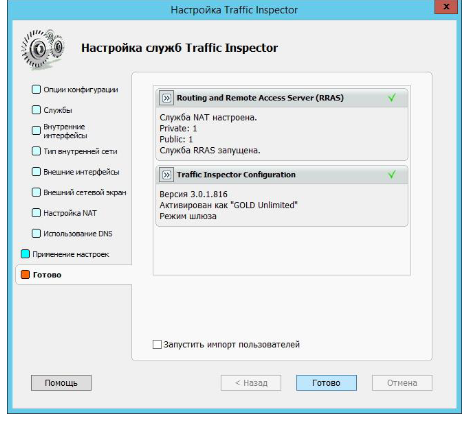 Настройка Traffic Inspector
x
Настройка служб Traffic Inspector
Опции конфигурации
Службы
Внутренние
интерфейсы
Тип внутренней сети
Внешние интерфейсы
Внешний сетевой экран
Настройка NAT
Использование DNS
Применение настроек
Готово
Routing and Remote Access Server (RRAS)
Служба NAT настроена.
Private: 1
Public: 1
Служба RRAS запущена.
Traffic Inspector Configuration
Версия 3.0.1.816
Активирован как "GOLD Unlimited"
Режим шлюза
Запустить импорт пользователей
Помощь
< Назад
Готово
Отмена